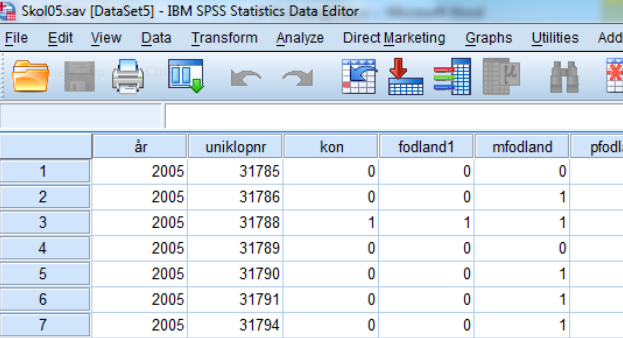 Skol05.sav [DataSet5] - IBM SPSS Statistics Data Editor
File Edit View Data Transform Analyze Direct Marketing Graphs Utilities Add
år uniklopnr kon fodland1 mfodland pfodl
1 2005 31785 0 0 0
2 2005 31786 0 0 1
3 2005 31788 1 1 1
4 2005 31789 0 0 0
5 2005 31790 0 0 1
6 2005 31791 0 0 1
7 2005 31794 0 0 1